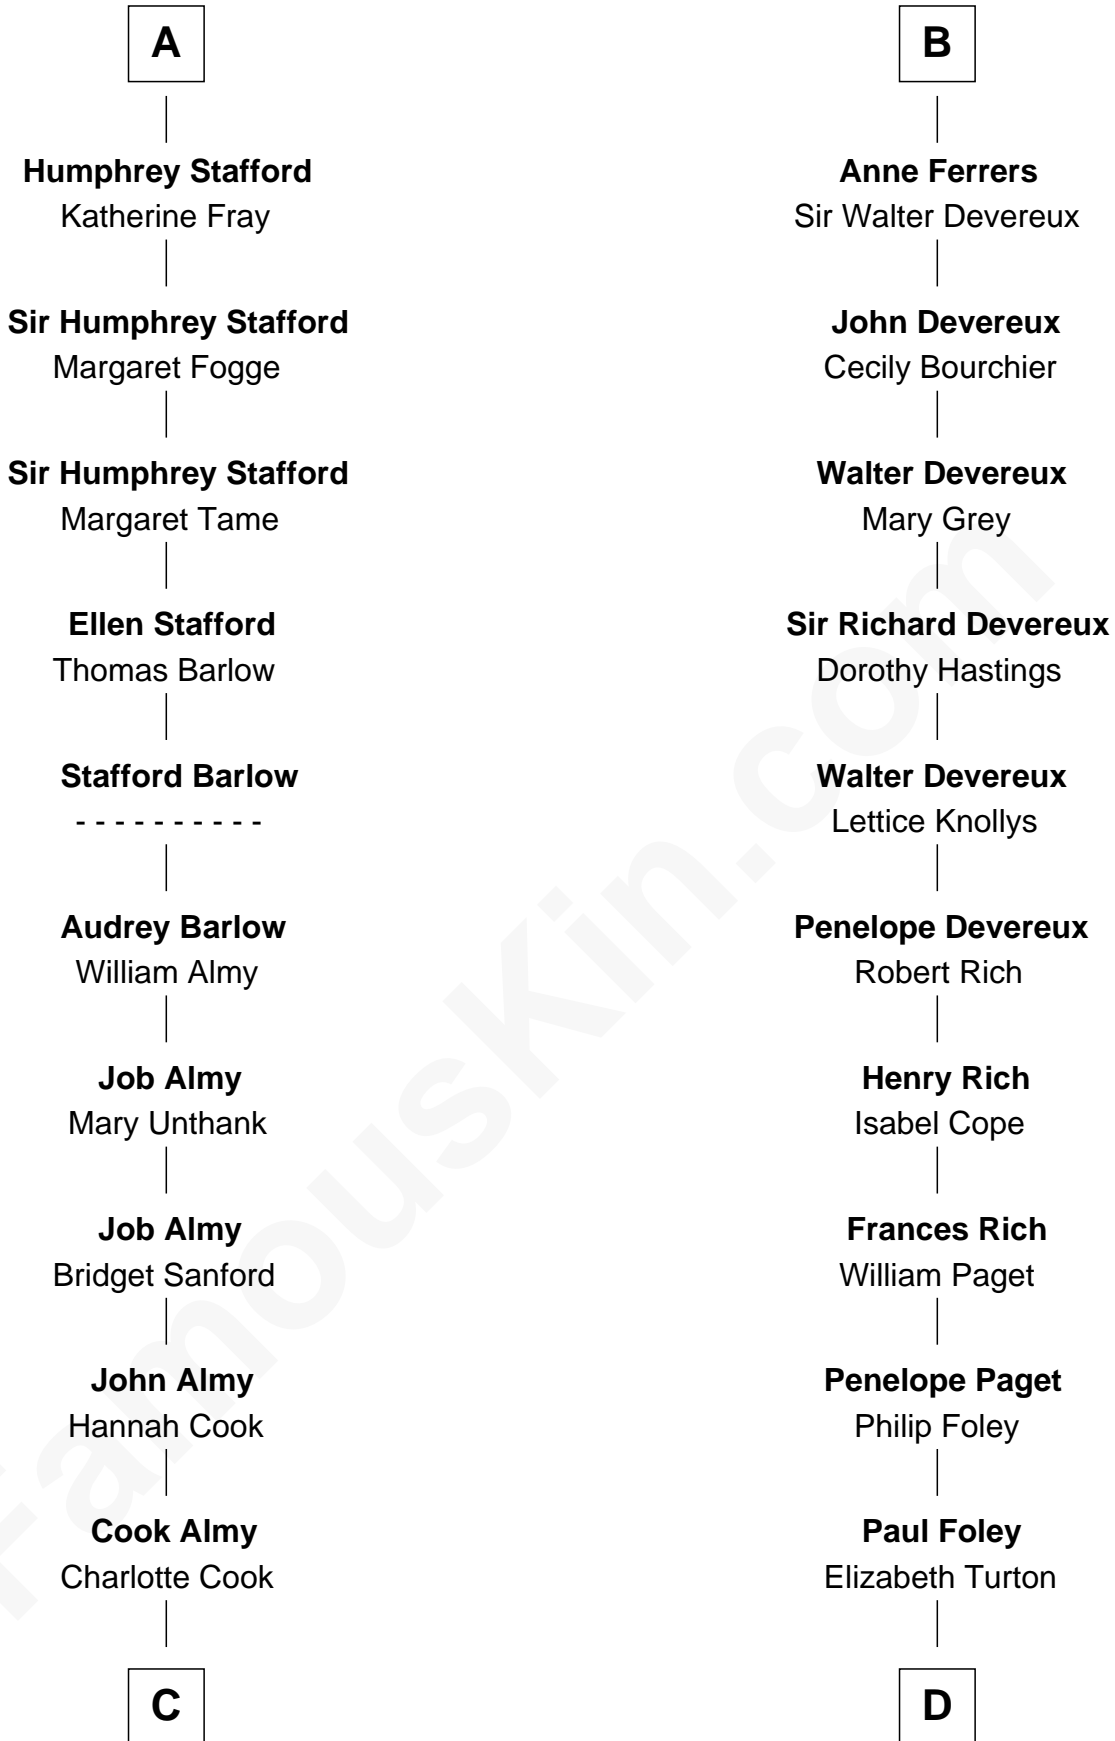 A
Humphrey Stafford
Katherine Fray
Sir Humphrey Stafford
Margaret Fogge
Sir Humphrey Stafford
Margaret Tame
Ellen Stafford
Thomas Barlow
Stafford Barlow
- - - - - - - - - -
Audrey Barlow
William Almy
Job Almy
Mary Unthank
Job Almy
Bridget Sanford
John Almy
Hannah Cook
Cook Almy
Charlotte Cook
C
B
Anne Ferrers
Sir Walter Devereux
John Devereux
Cecily Bourchier
Walter Devereux
Mary Grey
Sir Richard Devereux
Dorothy Hastings
Walter Devereux
Lettice Knollys
Penelope Devereux
Robert Rich
Henry Rich
Isabel Cope
Frances Rich
William Paget
Penelope Paget
Philip Foley
Paul Foley
Elizabeth Turton
D
FamousKin.com